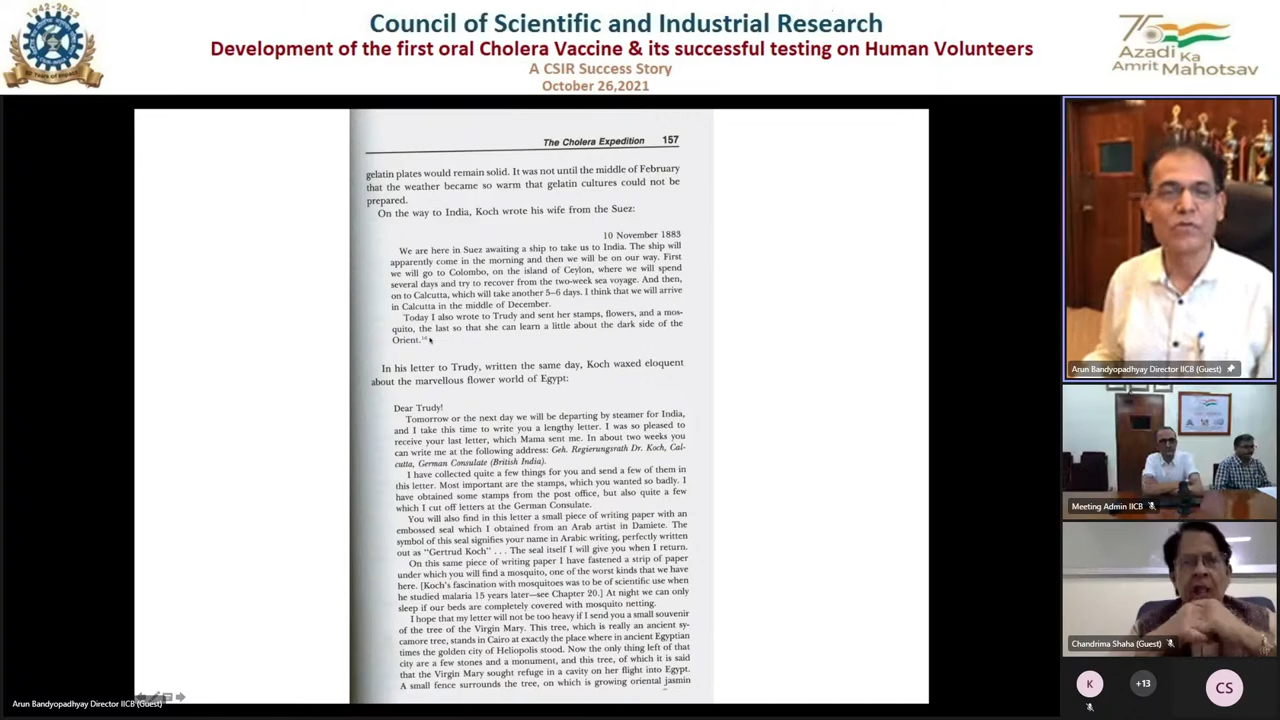 1942-2022
80 Years of Impact
Council of Scientific and Industrial Research
Development of the first oral Cholera Vaccine & its successful testing on Human Volunteers
A CSIR Success Story
October 26,2021
75
Azadi Ka
Amrit Mahotsav
The Cholera Expedition 157
gelatin plates would remain solid. It was not until the middle of February
that the weather became so warm that gelatin cultures could not be
prepared.
On the way to India, Koch wrote his wife from the Suez:
10 November 1883
We are here in Suez awaiting a ship to take us to India. The ship will
apparently come in the morning and then we will be on our way. First
we will go to Colombo, on the island of Ceylon, where we will spend
several days and try to recover from the two-week sea voyage. And then,
on to Calcutta, which will take another 5–6 days. I think that we will arrive
in Calcutta in the middle of December.
Today I also wrote to Trudy and sent her stamps, flowers, and a mos-
quito, the last so that she can learn a little about the dark side of the
Orient.
In his letter to Trudy, written the same day, Koch waxed eloquent
about the marvellous flower world of Egypt:
Dear Trudy!
Tomorrow or the next day we will be departing by steamer for India,
and I take this time to write you a lengthy letter. I was so pleased to
receive your last letter, which Mama sent me. In about two weeks you
can write me at the following address: Geh. Regierungsrath Dr. Koch, Cal-
cutta, German Consulate (British India).
I have collected quite a few things for you and send a few of them in
this letter. Most important are the stamps, which you wanted so badly. I
have obtained some stamps from the post office, but also quite a few
which I cut off letters at the German Consulate.
You will also find in this letter a small piece of writing paper with an
embossed seal which I obtained from an Arab artist in Damiete. The
symbol of this seal signifies your name in Arabic writing, perfectly written
out as "Gertrud Koch" . . . The seal itself I will give you when I return.
On this same piece of writing paper I have fastened a strip of paper
under which you will find a mosquito, one of the worst kinds that we have
here. [Koch's fascination with mosquitoes was to be of scientific use when
he studied malaria 15 years later—see Chapter 20.] At night we can only
sleep if our beds are completely covered with mosquito netting.
I hope that my letter will not be too heavy if I send you a small souvenir
of the tree of the Virgin Mary. This tree, which is really an ancient sy-
camore tree, stands in Cairo at exactly the place where in ancient Egyptian
times the golden city of Heliopolis stood. Now the only thing left of that
city are a few stones and a monument, and this tree, of which it is said
that the Virgin Mary sought refuge in a cavity on her flight into Egypt.
A small fence surrounds the tree, on which is growing oriental jasmin
Arun Bandyopadhyay Director IICB (Guest)
Meeting Admin IICB
Chandrima Shaha (Guest)
K
+13
CS
Arun Bandyopadhyay Director IICB (Guest)